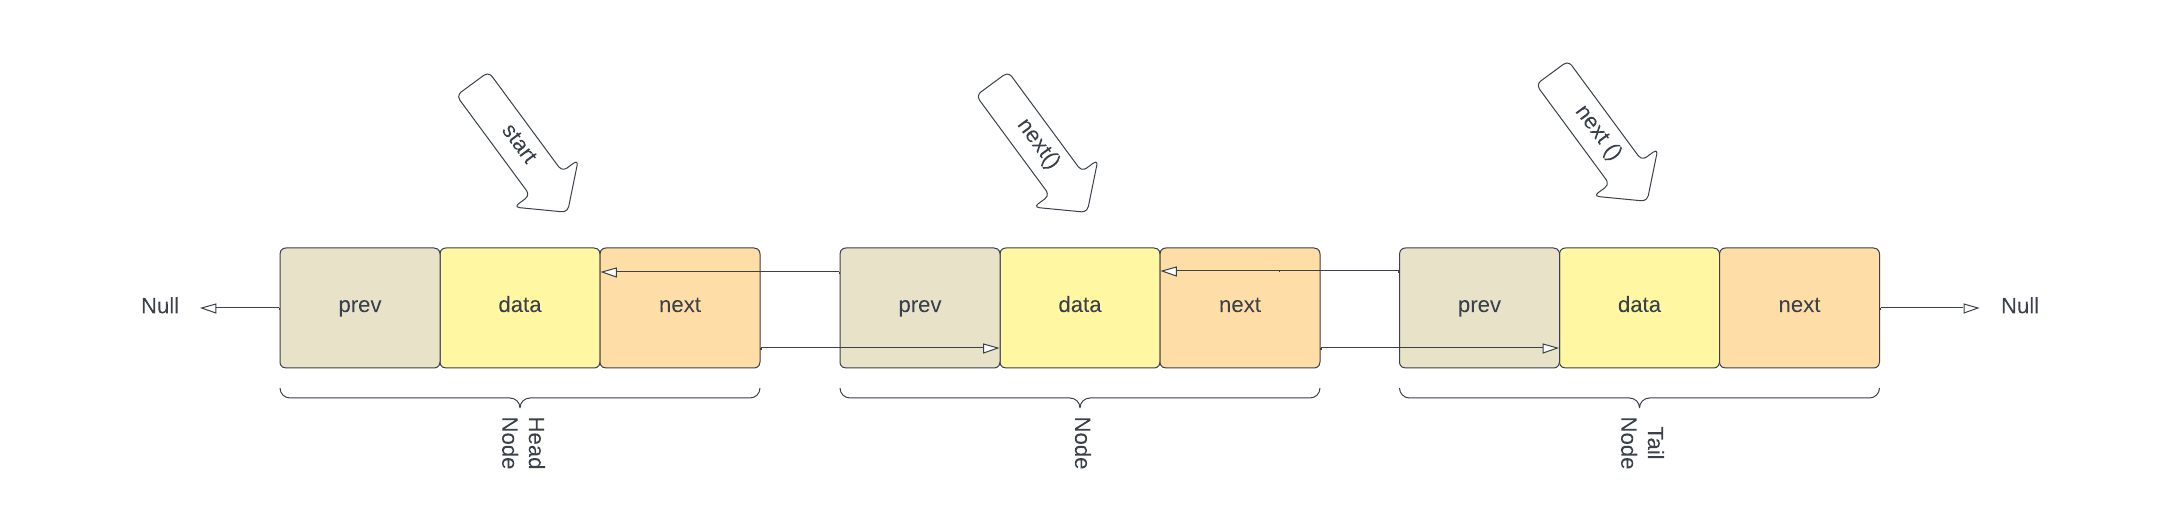 start
next()
next ()
Null
prev
data
next
prev
data
next
prev
data
next
Null
Head
Node
Node
Tail
Node